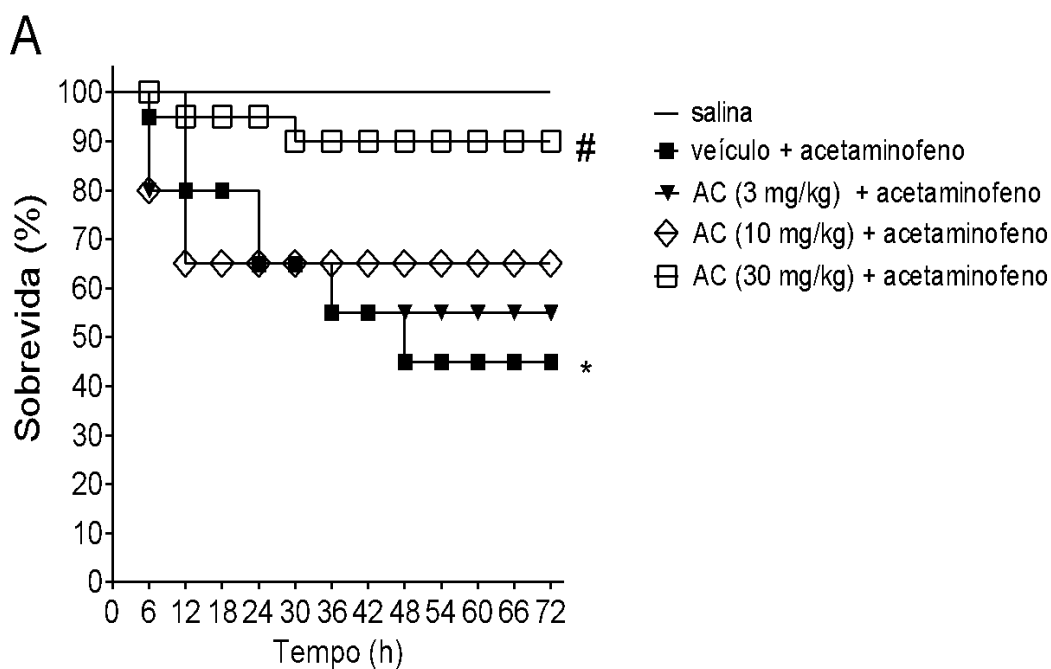 A
Sobrevida (%)
100
90
80
70
60
50
40
30
20
10
0
0 6 12 18 24 30 36 42 48 54 60 66 72
Tempo (h)
#
*
salina
veículo + acetaminofeno
AC (3 mg/kg) + acetaminofeno
AC (10 mg/kg) + acetaminofeno
AC (30 mg/kg) + acetaminofeno